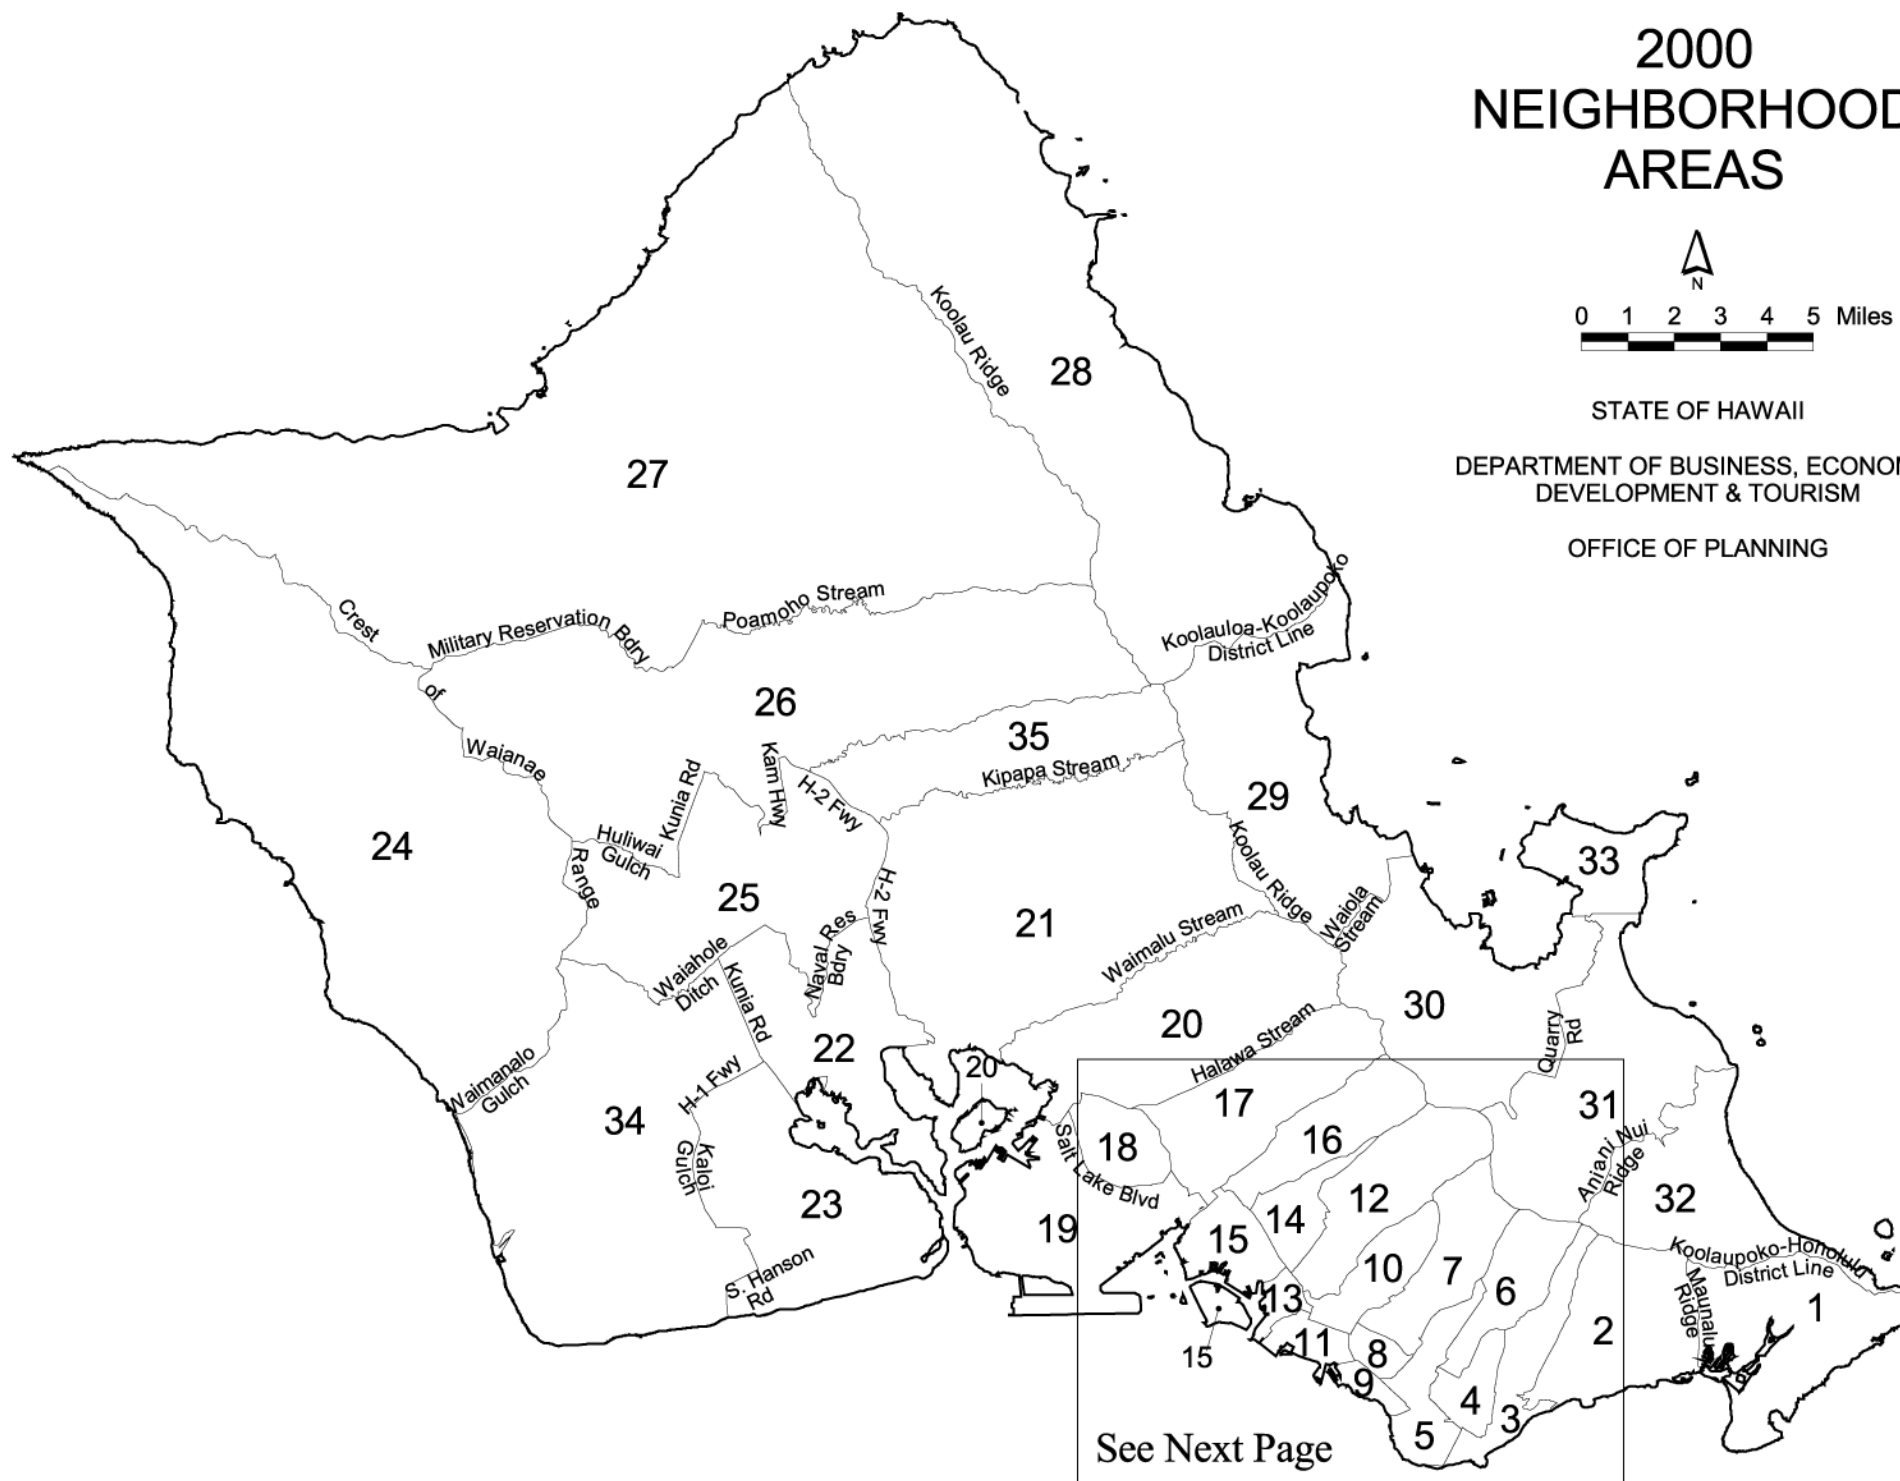 2000
NEIGHBORHOOD
AREAS
N
0 1 2 3 4 5 Miles
STATE OF HAWAII
DEPARTMENT OF BUSINESS, ECONO
DEVELOPMENT & TOURISM
OFFICE OF PLANNING
Koolau Ridge
28
27
Crest
of
Waianae
Range
Military Reservation Bdry
Poamoho Stream
Koolauloa-Koolaupoko
District Line
26
35
Kipapa Stream
Kam Hwy
H-2 Fwy
Kunia Rd
Huliwai
Gulch
29
24
33
25
H-2 Fwy
21
Koolau Ridge
Waiola
Stream
Waimalu Stream
Naval Res
Bdry
Waiahole
Ditch
Kunia Rd
30
20
Quarry
Rd
Halawa Stream
22
20
Waimanalo
Gulch
H-1 Fwy
34
17
31
18
16
Salt Lake Blvd
Aniani Nui
Ridge
Kaloi
Gulch
23
12
32
14
19
15
Koolaupoko-Honolulu
District Line
10
7
6
S. Hanson
Rd
13
Maunalua
Ridge
1
2
11
8
15
9
4
3
5
See Next Page